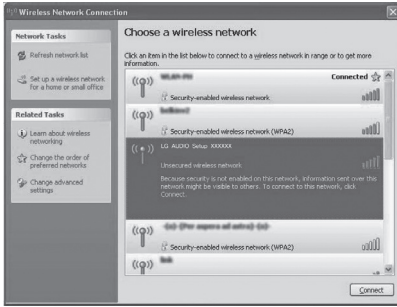 Wireless Network Connection
Network Tasks
Refresh network list
Set up a wireless network
for a home or small office
Related Tasks
Learn about wireless
networking
Change the order of
preferred networks
Change advanced
settings
Choose a wireless network
Click an item in the list below to connect to a wireless network in range or to get more
information.
Connected
Security-enabled wireless network
Security-enabled wireless network (WPA2)
LG AUDIO Setup XXXXXX
Unsecured wireless network
Because security is not enabled on this network, information sent over this
network might be visible to others. To connect to this network, click
Connect.
Security-enabled wireless network (WPA2)
Connect